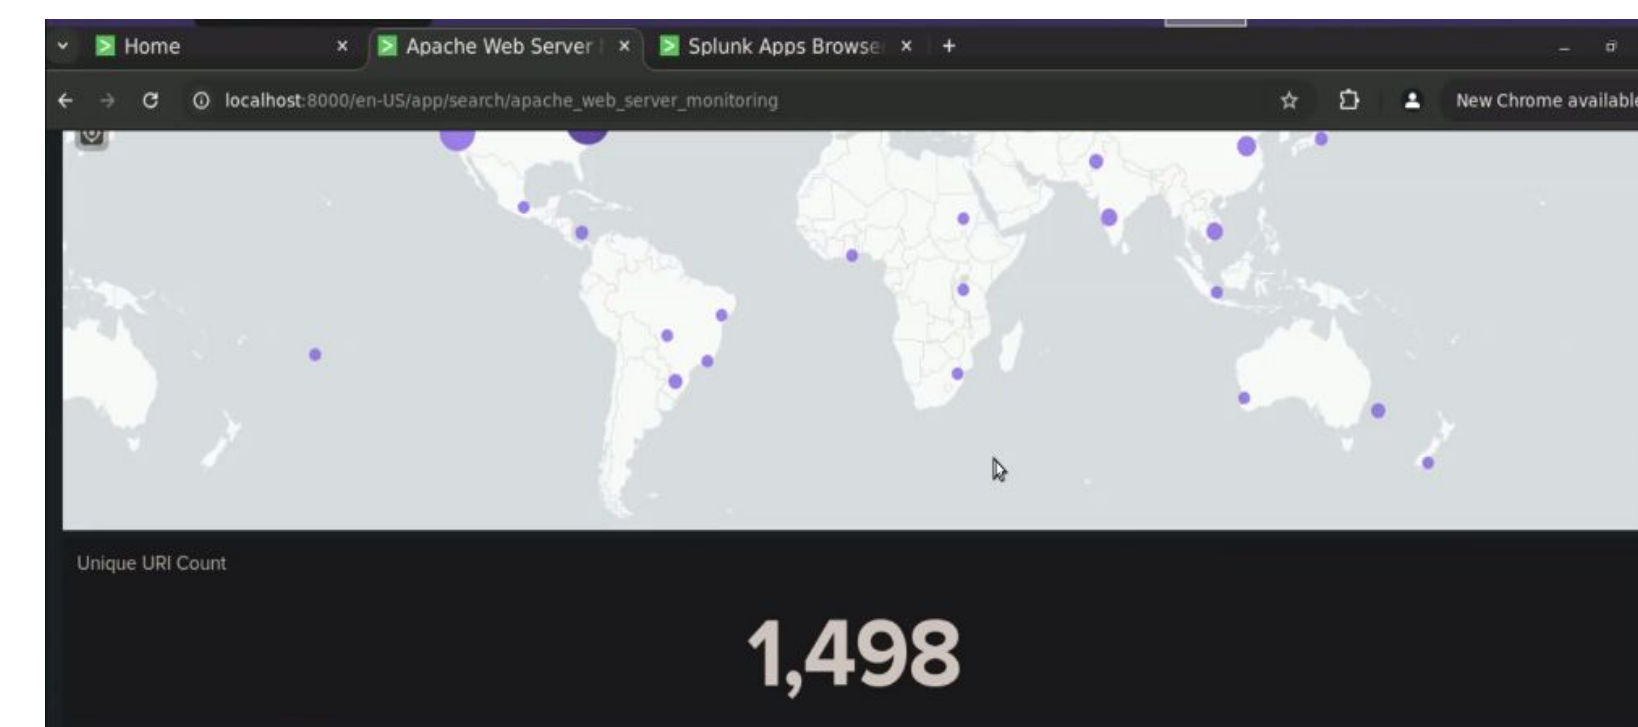 Home
Apache Web Server
Splunk Apps Browse
localhost:8000/en-US/app/search/apache_web_server_monitoring
New Chrome available
Unique URI Count
1,498